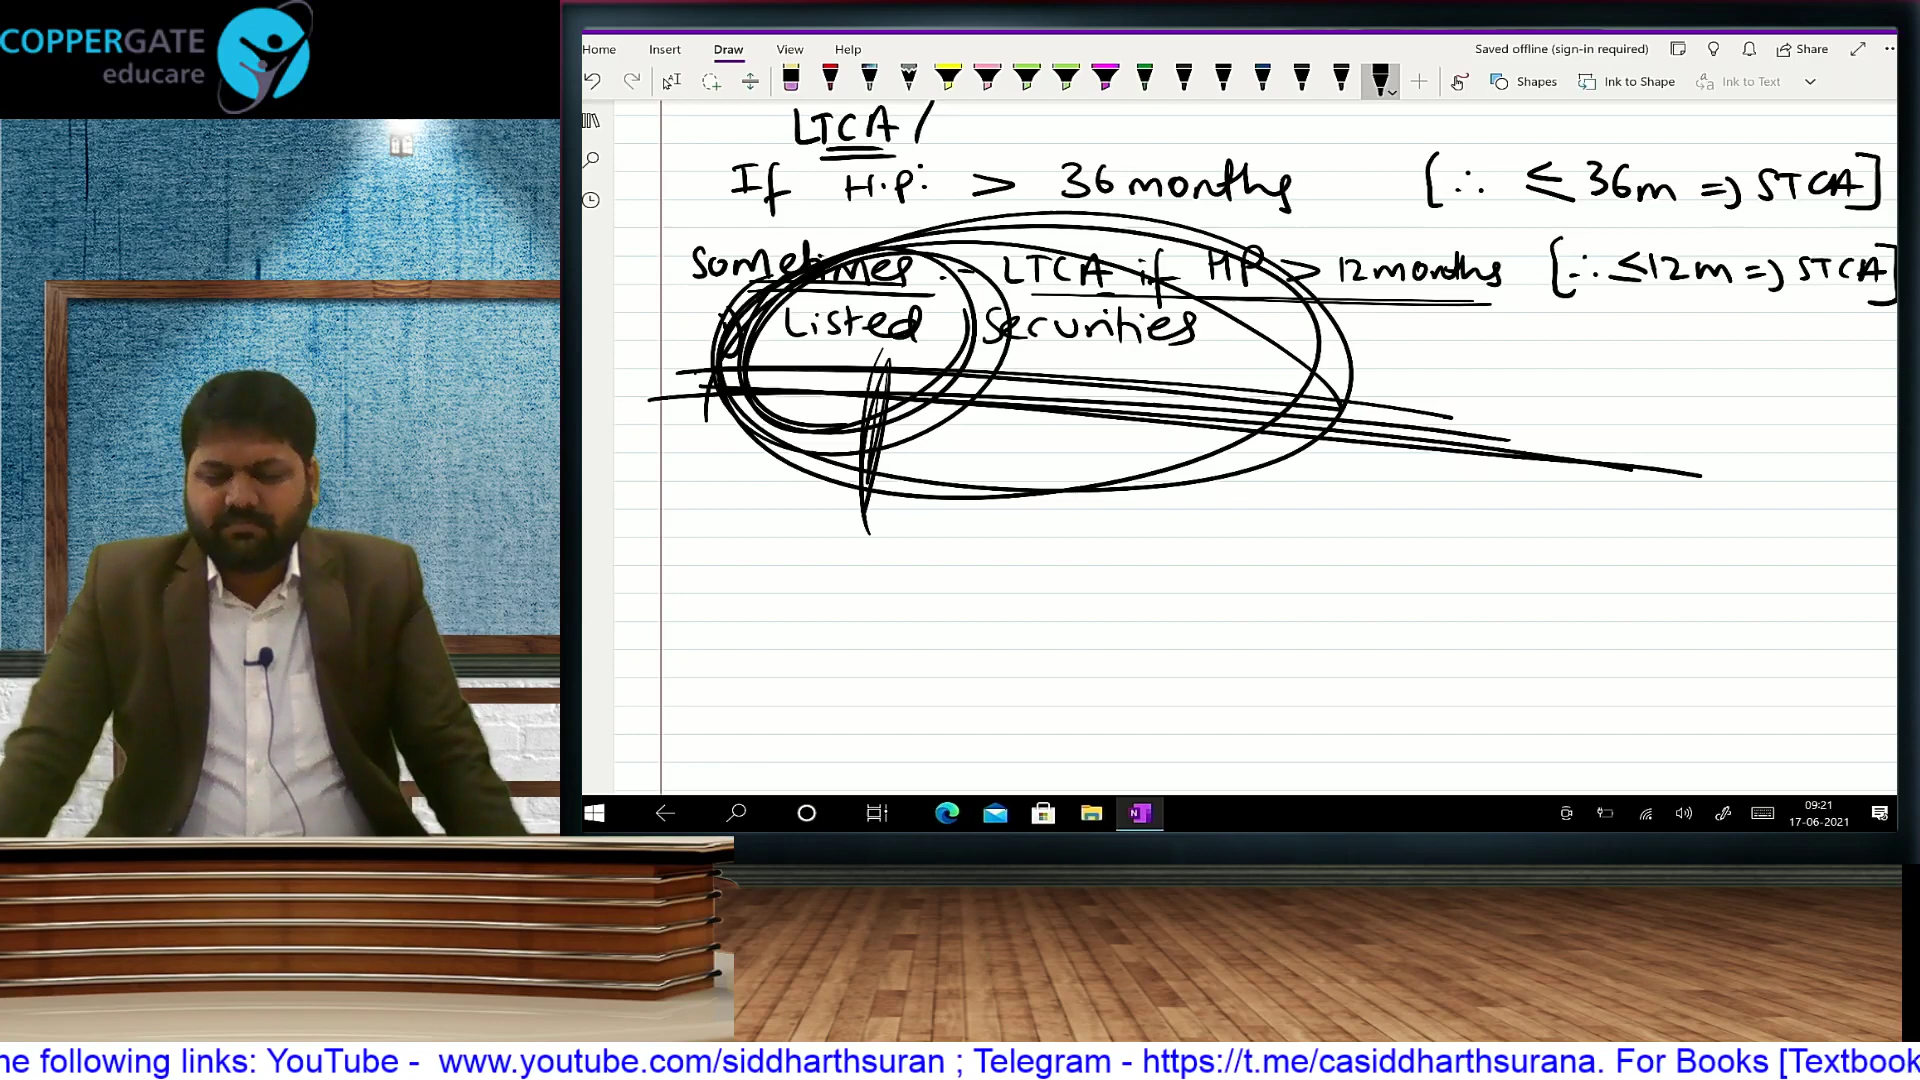 COPPERGATE
educare
Home Insert Draw View Help Saved offline (sign-in required) Share
Shapes Ink to Shape Ink to Text
LTCA /
If H.P: > 36 months [∴ ≤ 36m => STCA]
Sometimes :- LTCA if HP > 12 months [∴ ≤ 12m => STCA]
Listed Securities
09:21
17-06-2021
he following links: YouTube - www.youtube.com/siddharthsuran ; Telegram - https://t.me/casiddharthsurana. For Books [Textbook